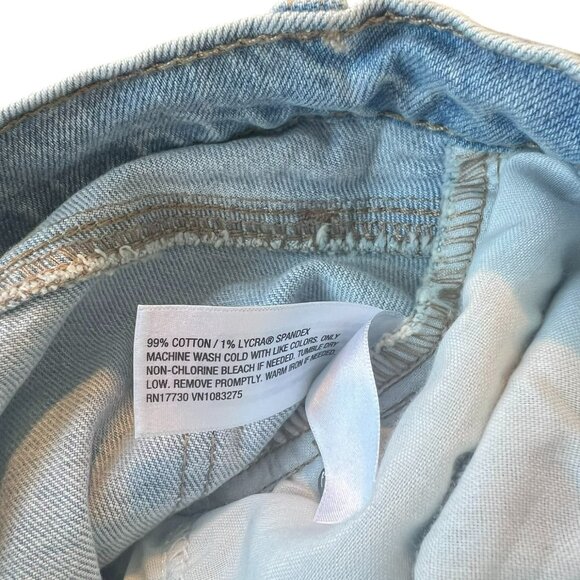 99% COTTON / 1% LYCRA® SPANDEX
MACHINE WASH COLD WITH LIKE COLORS. ONLY
NON-CHLORINE BLEACH IF NEEDED. TUMBLE DRY
LOW. REMOVE PROMPTLY. WARM IRON IF NEEDED.
RN17730 VN1083275